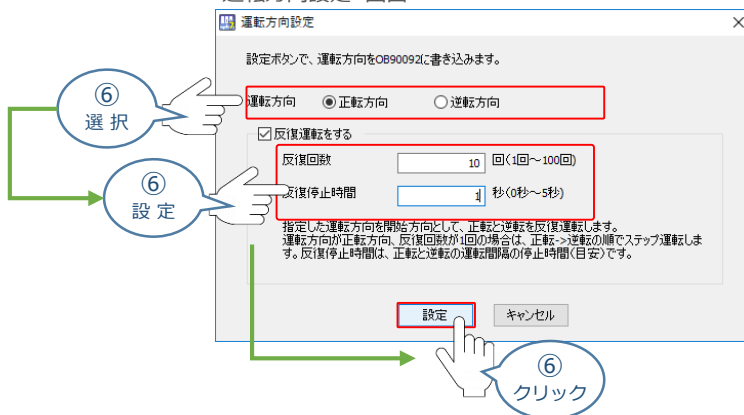 運転方向設定
設定ボタンで、運転方向をOB90092に書き込みます。
運転方向 正転方向 逆転方向
⑥
選 択
反復運転をする
反復回数 10 回(1回～100回)
⑥
設 定
反復停止時間 1 秒(0秒～5秒)
指定した運転方向を開始方向として、正転と逆転を反復運転します。
運転方向が正転方向、反復回数が1回の場合は、正転->逆転の順でステップ運転しま
す。反復停止時間は、正転と逆転の運転間隔の停止時間(目安)です。
設定 キャンセル
⑥
クリック